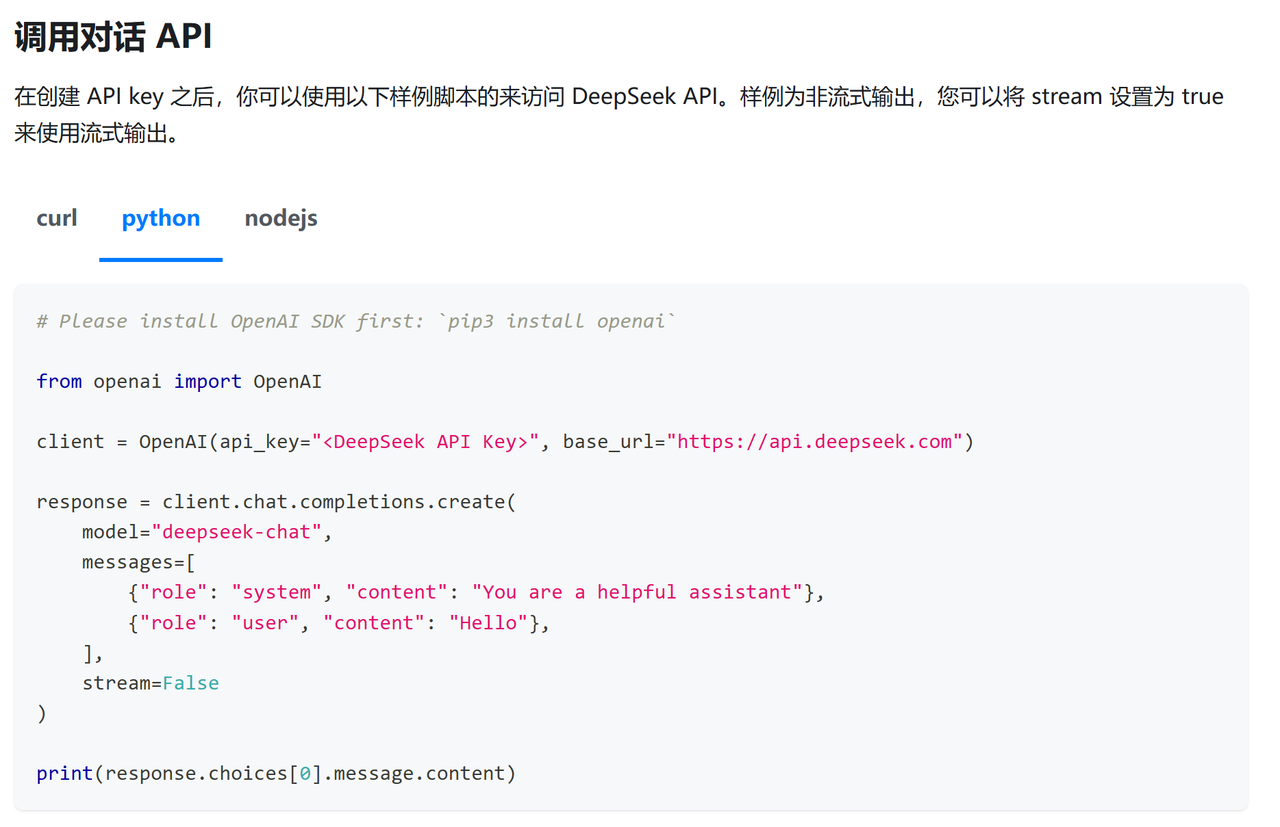 调用对话 API
在创建 API key 之后，你可以使用以下样例脚本的来访问 DeepSeek API。样例为非流式输出，您可以将 stream 设置为 true
来使用流式输出。
curl python nodejs
# Please install OpenAI SDK first: `pip3 install openai`
from openai import OpenAI
client = OpenAI(api_key="<DeepSeek API Key>", base_url="https://api.deepseek.com")
response = client.chat.completions.create(
    model="deepseek-chat",
    messages=[
        {"role": "system", "content": "You are a helpful assistant"},
        {"role": "user", "content": "Hello"},
    ],
    stream=False
)
print(response.choices[0].message.content)